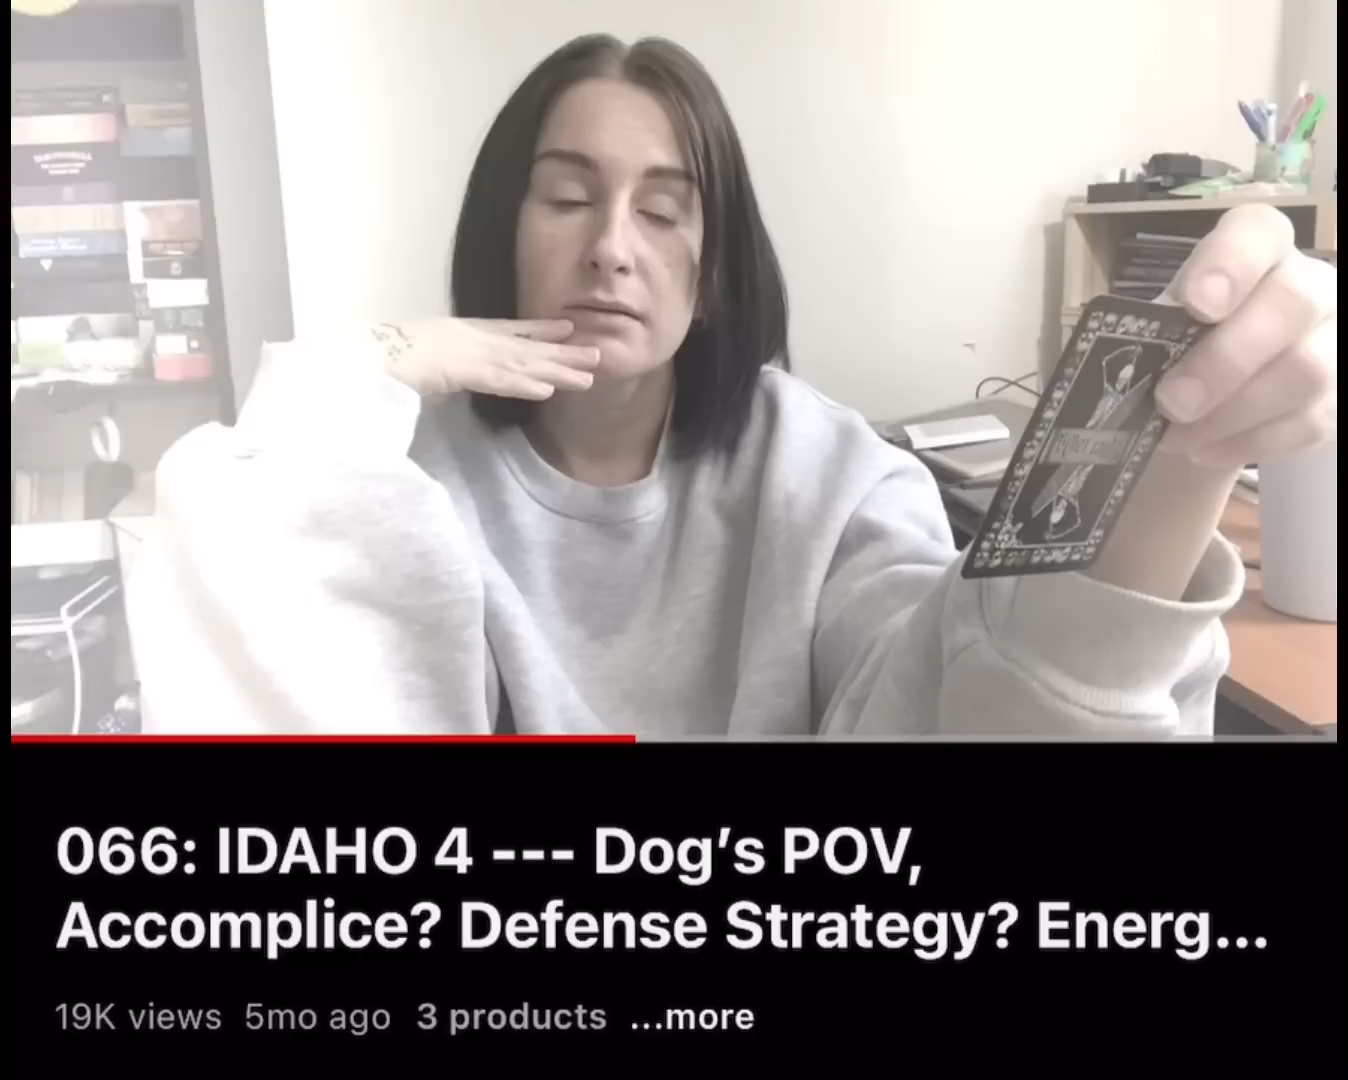 066: IDAHO 4 --- Dog’s POV,
Accomplice? Defense Strategy? Energ...
19K views 5mo ago 3 products ...more